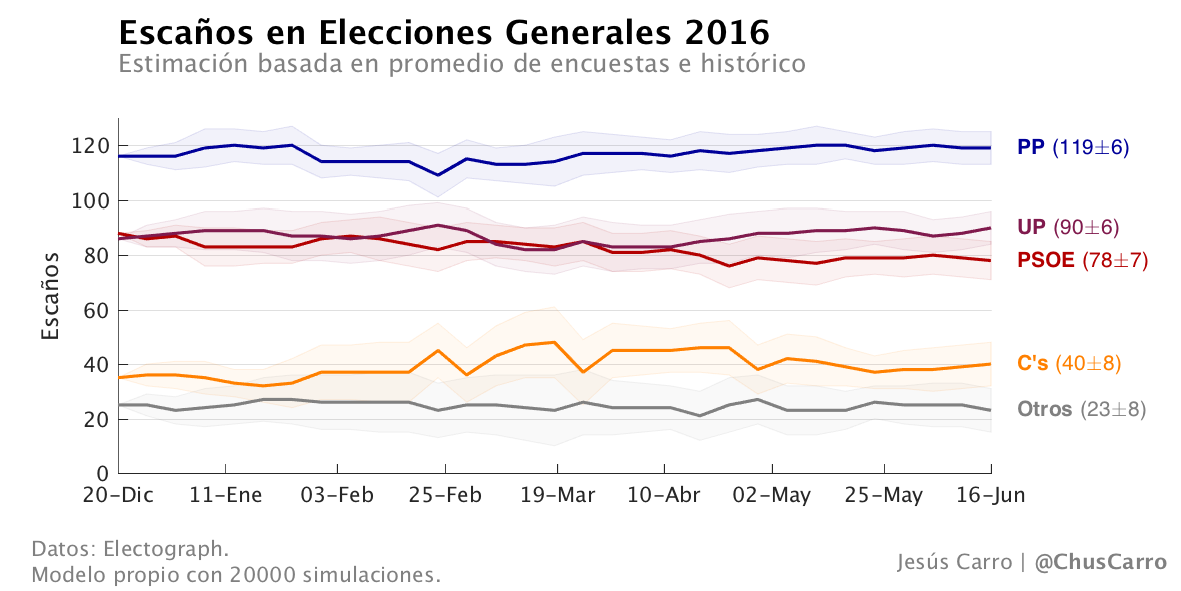 Escaños en Elecciones Generales 2016
Estimación basada en promedio de encuestas e histórico
Escaños
120
100
80
60
40
20
0
20-Dic 11-Ene 03-Feb 25-Feb 19-Mar 10-Abr 02-May 25-May 16-Jun
PP (119±6)
UP (90±6)
PSOE (78±7)
C's (40±8)
Otros (23±8)
Datos: Electograph.
Modelo propio con 20000 simulaciones.
Jesús Carro | @ChusCarro